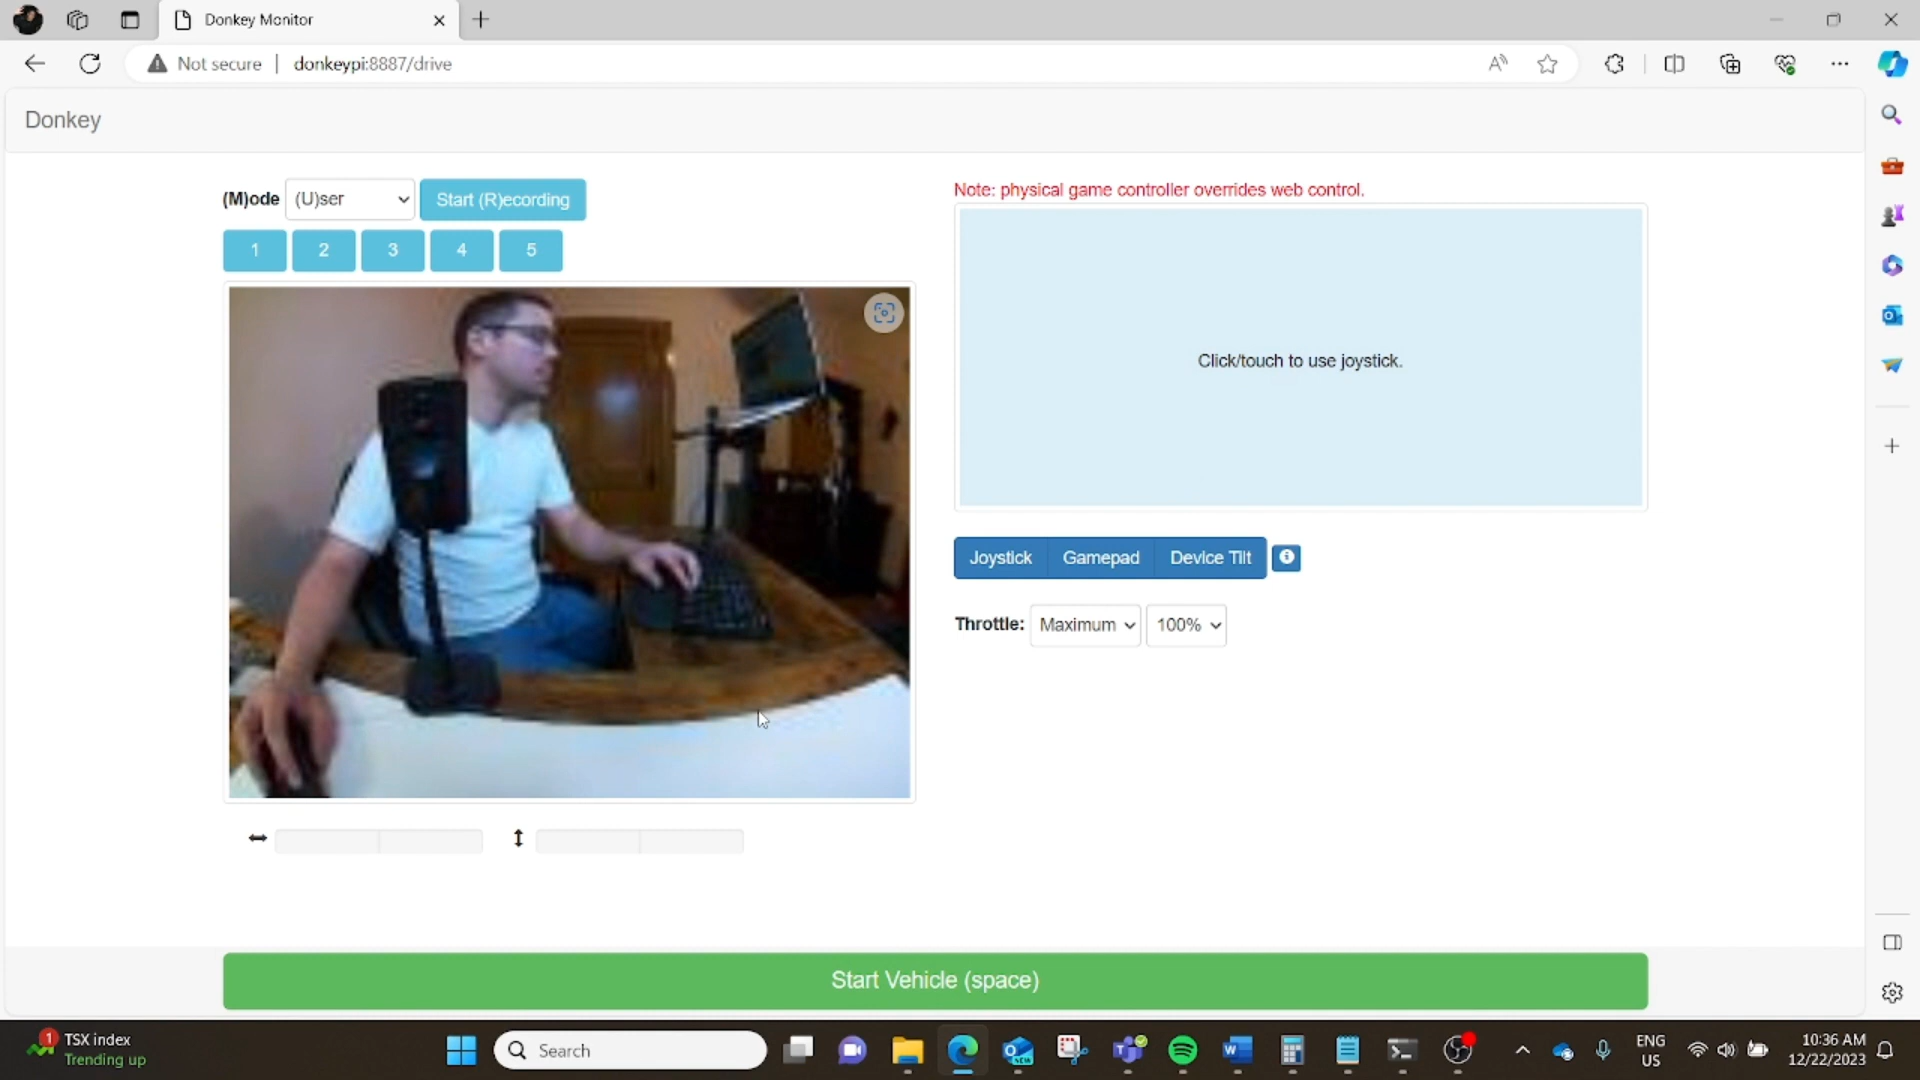 Donkey Monitor
Not secure | donkeypi:8887/drive
Donkey
(M)ode (U)ser Start (R)ecording
1 2 3 4 5
Note: physical game controller overrides web control.
Click/touch to use joystick.
Joystick Gamepad Device Tilt
Throttle: Maximum 100%
Start Vehicle (space)
1 TSX index
Trending up
Search
ENG
US
10:36 AM
12/22/2023